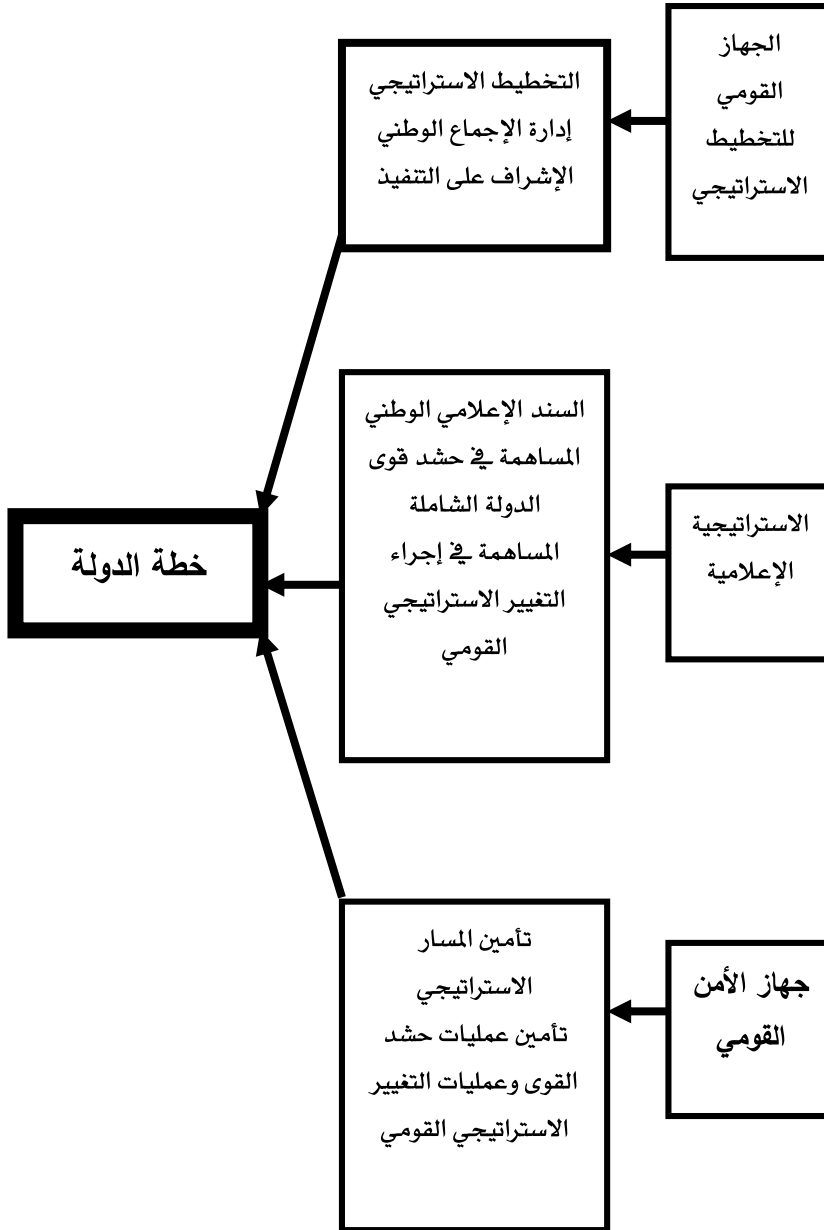 الجهاز
القومي
للتخطيط
الاستراتيجي
التخطيط الاستراتيجي
إدارة الإجماع الوطني
الإشراف على التنفيذ
الاستراتيجية
الإعلامية
السند الإعلامي الوطني
المساهمة في حشد قوى
الدولة الشاملة
المساهمة في إجراء
التغيير الاستراتيجي
القومي
خطة الدولة
جهاز الأمن
القومي
تأمين المسار
الاستراتيجي
تأمين عمليات حشد
القوى وعمليات التغيير
الاستراتيجي القومي